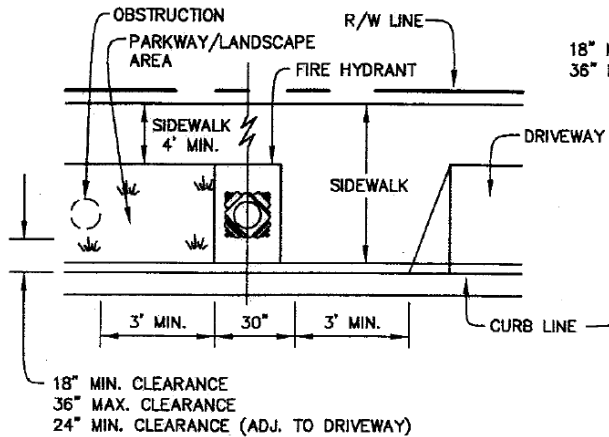 OBSTRUCTION
R/W LINE
PARKWAY/LANDSCAPE
AREA
18"
FIRE HYDRANT
36"
SIDEWALK
4' MIN.
DRIVEWAY
SIDEWALK
3' MIN.
30"
3' MIN.
CURB LINE
18" MIN. CLEARANCE
36" MAX. CLEARANCE
24" MIN. CLEARANCE (ADJ. TO DRIVEWAY)